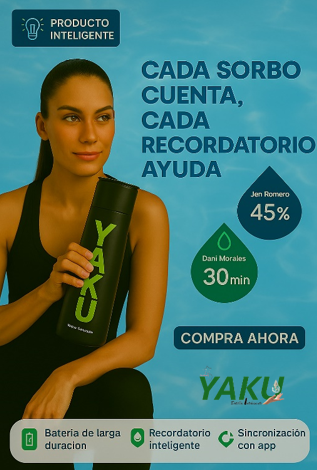 PRODUCTO
INTELIGENTE
CADA SORBO
CUENTA,
CADA
RECORDATORIO
AYUDA
Jen Romero
45%
Dani Morales
30min
YAKU
COMPRA AHORA
YAKU
Bateria de larga
duracion
Recordatorio
inteligente
Sincronización
con app